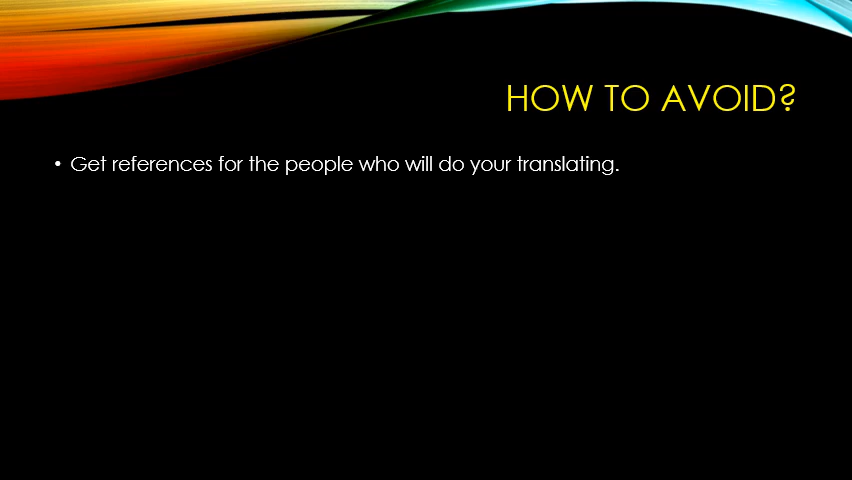 HOW TO AVOID?
• Get references for the people who will do your translating.